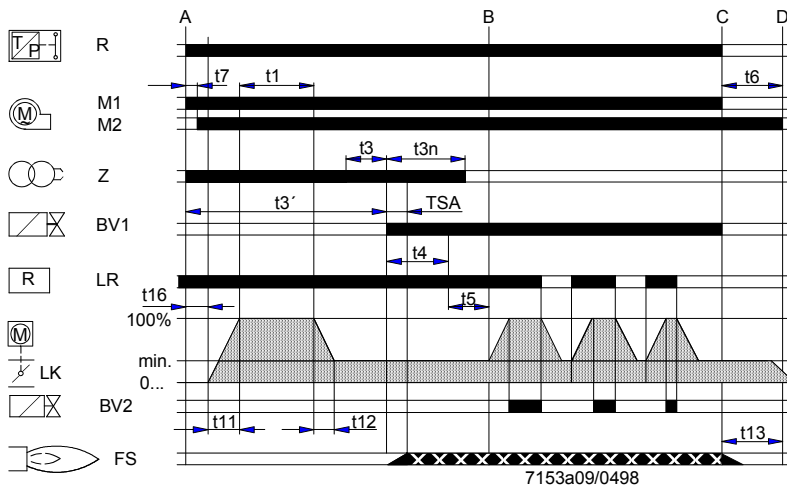 A B C D
T P R
t7 t1 t6
M M1
M2
t3 t3n
Z
t3´ TSA
BV1
t4
R LR
t16 t5
100%
M
min.
LK
0...
BV2
t11 t12 t13
FS
7153a09/0498